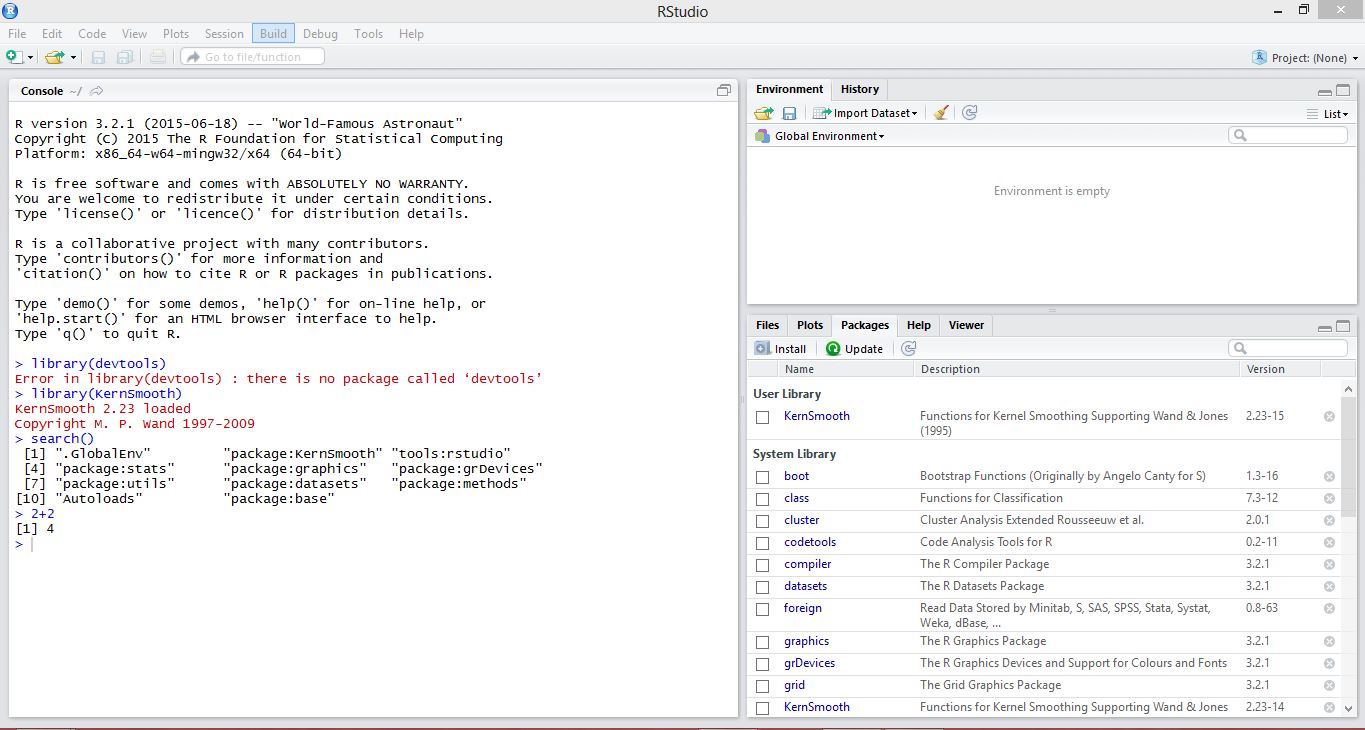 RStudio
File Edit Code View Plots Session Build Debug Tools Help
Go to file/function
Project: (None)
Console ~/
R version 3.2.1 (2015-06-18) -- "World-Famous Astronaut"
Copyright (C) 2015 The R Foundation for Statistical Computing
Platform: x86_64-w64-mingw32/x64 (64-bit)
R is free software and comes with ABSOLUTELY NO WARRANTY.
You are welcome to redistribute it under certain conditions.
Type 'license()' or 'licence()' for distribution details.
R is a collaborative project with many contributors.
Type 'contributors()' for more information and
'citation()' on how to cite R or R packages in publications.
Type 'demo()' for some demos, 'help()' for on-line help, or
'help.start()' for an HTML browser interface to help.
Type 'q()' to quit R.
> library(devtools)
Error in library(devtools) : there is no package called ‘devtools’
> library(KernSmooth)
KernSmooth 2.23 loaded
Copyright M. P. Wand 1997-2009
> search()
[1] ".GlobalEnv" "package:KernSmooth" "tools:rstudio"
[4] "package:stats" "package:graphics" "package:grDevices"
[7] "package:utils" "package:datasets" "package:methods"
[10] "Autoloads" "package:base"
> 2+2
[1] 4
>
Environment History
Import Dataset
List
Global Environment
Environment is empty
Files Plots Packages Help Viewer
Install Update
Name Description Version
User Library
KernSmooth Functions for Kernel Smoothing Supporting Wand & Jones 2.23-15
(1995)
System Library
boot Bootstrap Functions (Originally by Angelo Canty for S) 1.3-16
class Functions for Classification 7.3-12
cluster Cluster Analysis Extended Rousseeuw et al. 2.0.1
codetools Code Analysis Tools for R 0.2-11
compiler The R Compiler Package 3.2.1
datasets The R Datasets Package 3.2.1
foreign Read Data Stored by Minitab, S, SAS, SPSS, Stata, Systat, 0.8-63
Weka, dBase, ...
graphics The R Graphics Package 3.2.1
grDevices The R Graphics Devices and Support for Colours and Fonts 3.2.1
grid The Grid Graphics Package 3.2.1
KernSmooth Functions for Kernel Smoothing Supporting Wand & Jones 2.23-14